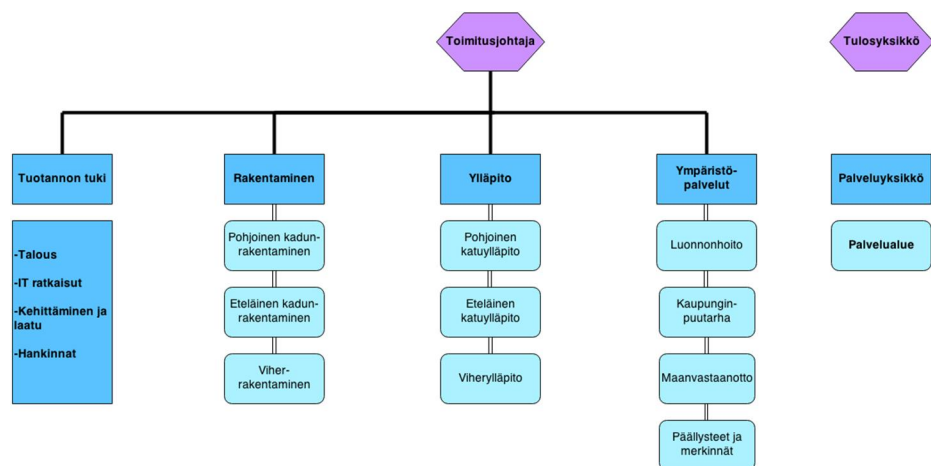 Toimitusjohtaja
Tulosyksikkö
Tuotannon tuki
Rakentaminen
Ylläpito
Ympäristö-
palvelut
Palveluyksikkö
-Talous
-IT ratkaisut
-Kehittäminen ja
laatu
-Hankinnat
Pohjoinen kadun-
rakentaminen
Eteläinen kadun-
rakentaminen
Viher-
rakentaminen
Pohjoinen
katuylläpito
Eteläinen
katuylläpito
Viherylläpito
Luonnonhoito
Kaupungin-
puutarha
Maanvastaanotto
Päällysteet ja
merkinnät
Palvelualue